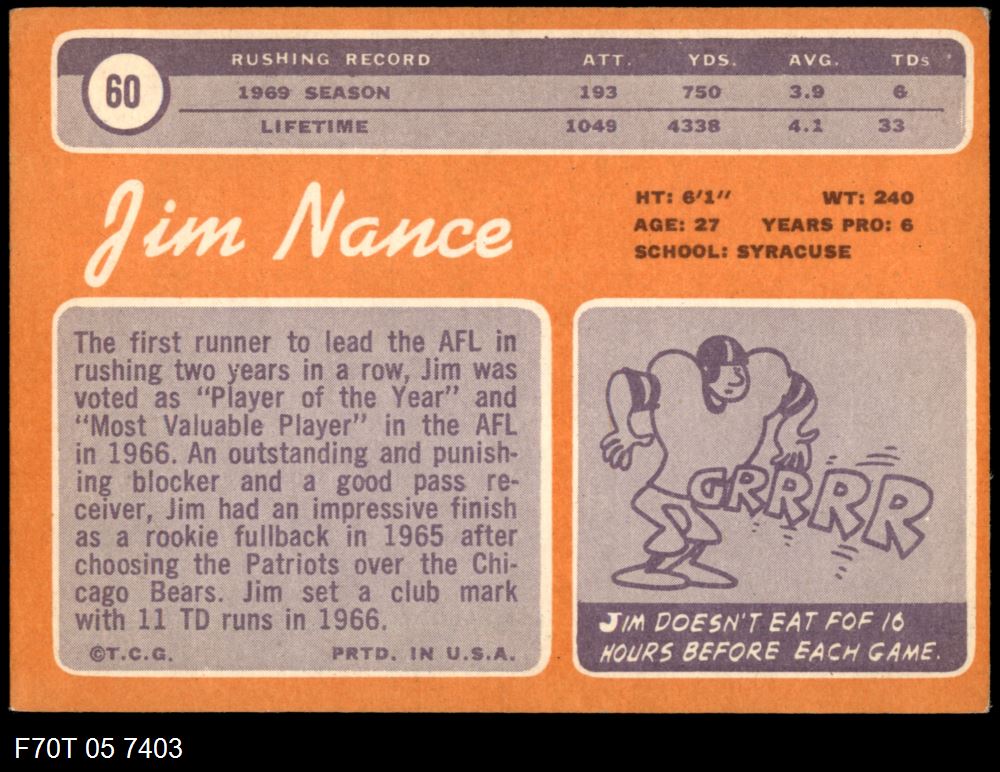 60
RUSHING RECORD ATT. YDS. AVG. TDs
1969 SEASON 193 750 3.9 6
LIFETIME 1049 4338 4.1 33
Jim Nance
HT: 6'1" WT: 240
AGE: 27 YEARS PRO: 6
SCHOOL: SYRACUSE
The first runner to lead the AFL in
rushing two years in a row, Jim was
voted as "Player of the Year" and
"Most Valuable Player" in the AFL
in 1966. An outstanding and punish-
ing blocker and a good pass re-
ceiver, Jim had an impressive finish
as a rookie fullback in 1965 after
choosing the Patriots over the Chi-
cago Bears. Jim set a club mark
with 11 TD runs in 1966.
©T.C.G. PRTD. IN U.S.A.
GRRRR
JIM DOESN'T EAT FOF 16
HOURS BEFORE EACH GAME.
F70T 05 7403